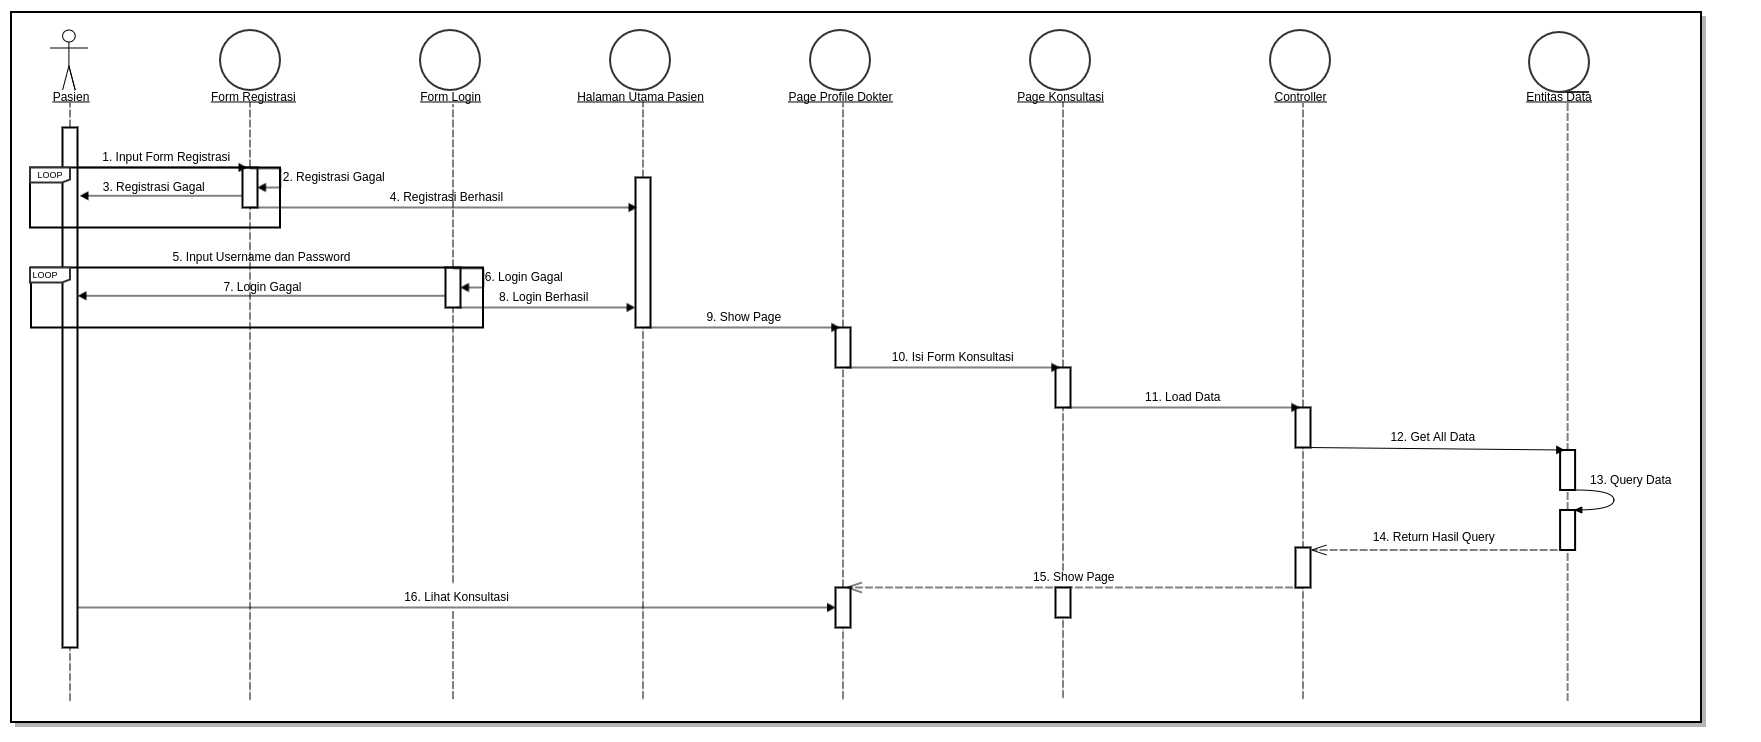 Pasien
Form Registrasi
Form Login
Halaman Utama Pasien
Page Profile Dokter
Page Konsultasi
Controller
Entitas Data
1. Input Form Registrasi
LOOP
2. Registrasi Gagal
3. Registrasi Gagal
4. Registrasi Berhasil
5. Input Username dan Password
LOOP
6. Login Gagal
7. Login Gagal
8. Login Berhasil
9. Show Page
10. Isi Form Konsultasi
11. Load Data
12. Get All Data
13. Query Data
14. Return Hasil Query
15. Show Page
16. Lihat Konsultasi